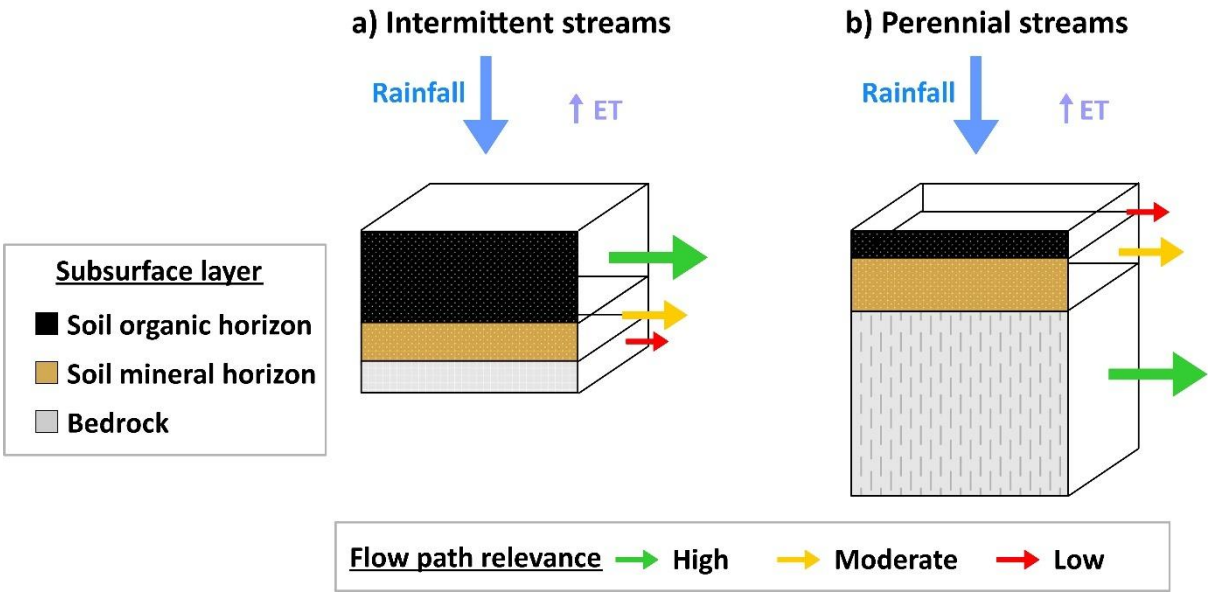 a) Intermittent streams
b) Perennial streams
Rainfall
ET
Rainfall
ET
Subsurface layer
Soil organic horizon
Soil mineral horizon
Bedrock
Flow path relevance
High
Moderate
Low